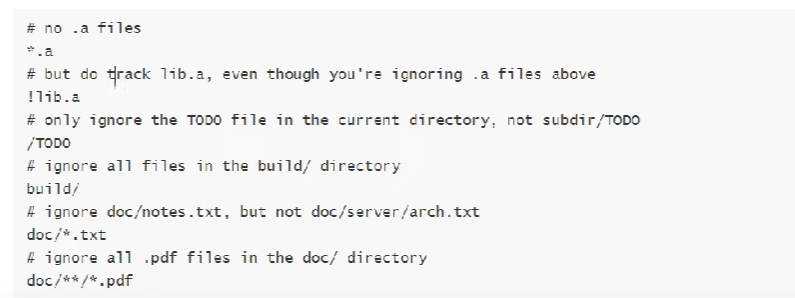 # no .a files
*.a
# but do track lib.a, even though you're ignoring .a files above
!lib.a
# only ignore the TODO file in the current directory, not subdir/TODO
/TODO
# ignore all files in the build/ directory
build/
# ignore doc/notes.txt, but not doc/server/arch.txt
doc/*.txt
# ignore all .pdf files in the doc/ directory
doc/**/*.pdf